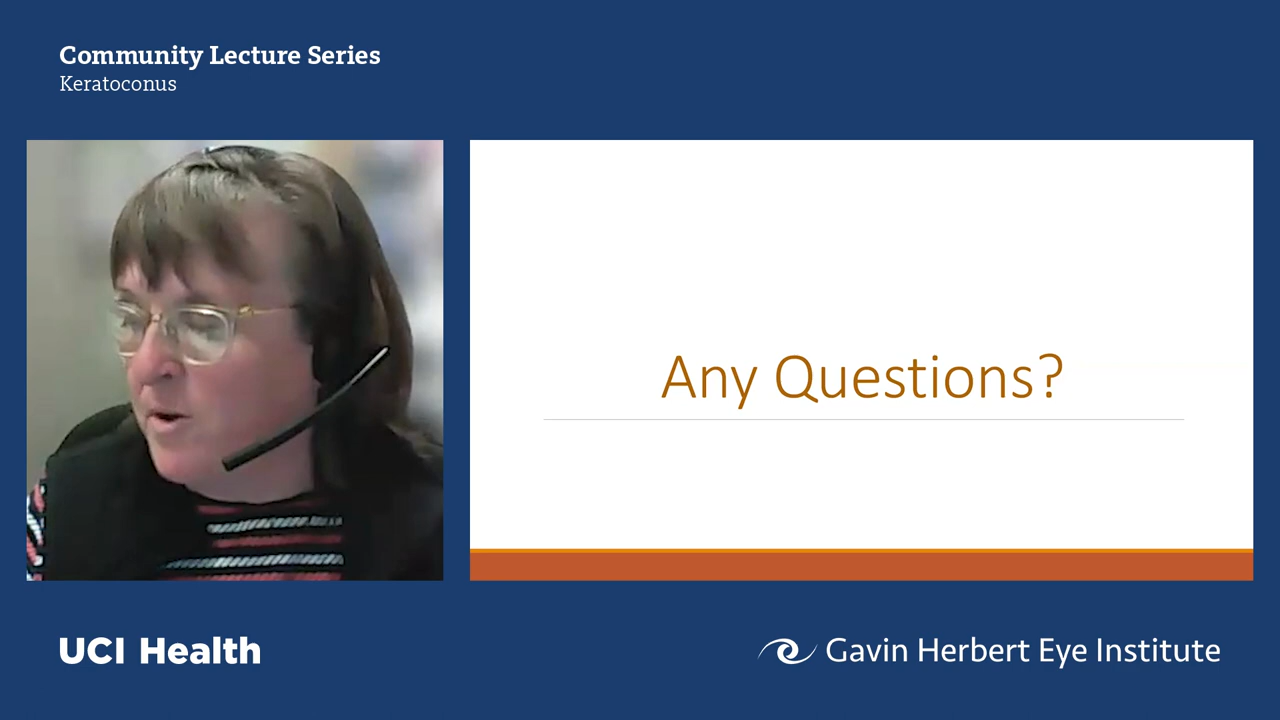 Community Lecture Series
Keratoconus
Any Questions?
UCI Health
Gavin Herbert Eye Institute